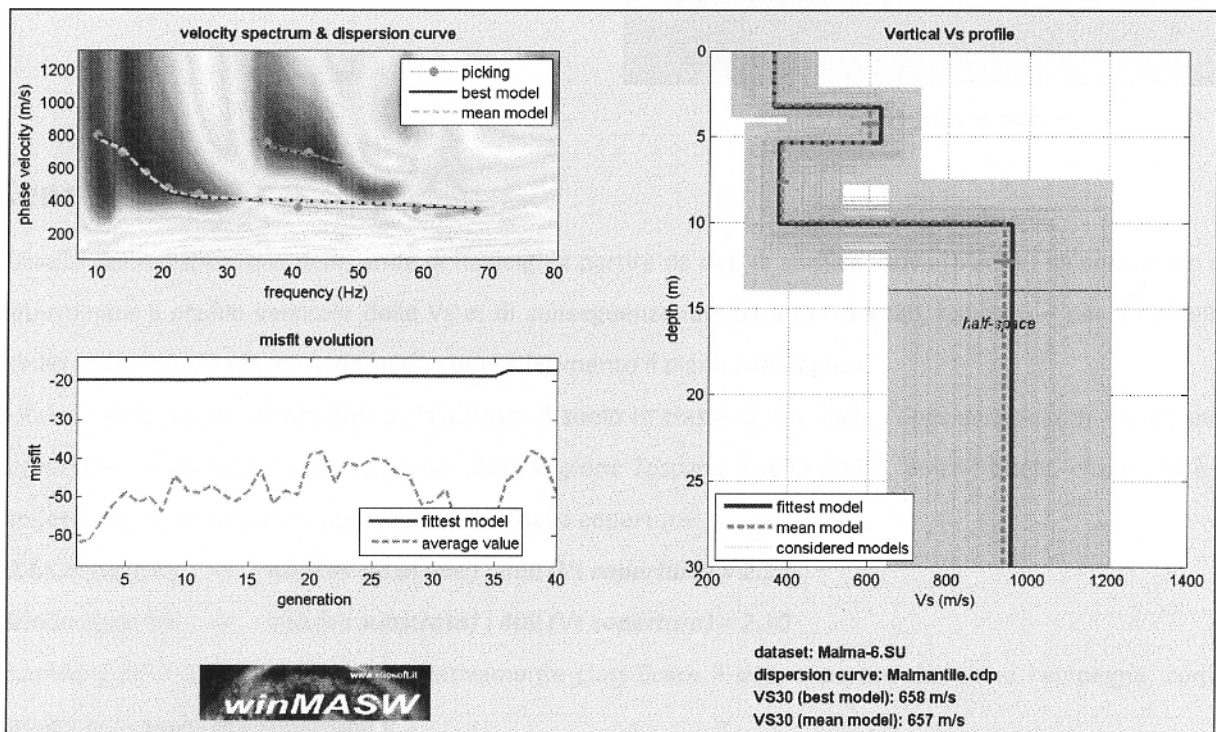 velocity spectrum & dispersion curve
1200
1000
800
600
400
200
phase velocity (m/s)
picking
best model
mean model
10 20 30 40 50 60 70 80
frequency (Hz)
misfit evolution
-20
-30
-40
-50
-60
misfit
fittest model
average value
5 10 15 20 25 30 35 40
generation
www.eliosoft.it
winMASW
Vertical Vs profile
0
5
10
15
20
25
30
depth (m)
half-space
fittest model
mean model
considered models
200 400 600 800 1000 1200 1400
Vs (m/s)
dataset: Malma-6.SU
dispersion curve: Malmantile.cdp
VS30 (best model): 658 m/s
VS30 (mean model): 657 m/s